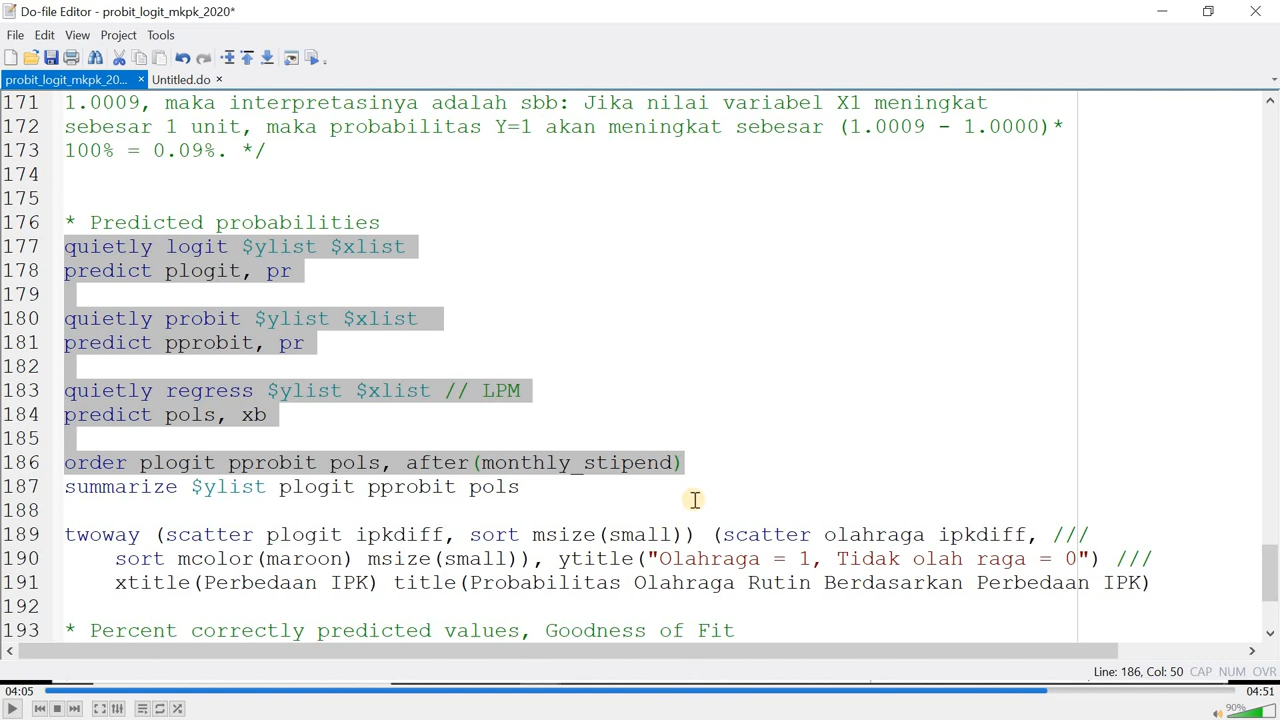 Do-file Editor - probit_logit_mkpk_2020*
File Edit View Project Tools
probit_logit_mkpk_20... × Untitled.do ×
171 1.0009, maka interpretasinya adalah sbb: Jika nilai variabel X1 meningkat
172 sebesar 1 unit, maka probabilitas Y=1 akan meningkat sebesar (1.0009 - 1.0000)*
173 100% = 0.09%. */
174
175
176 * Predicted probabilities
177 quietly logit $ylist $xlist
178 predict plogit, pr
179
180 quietly probit $ylist $xlist
181 predict pprobit, pr
182
183 quietly regress $ylist $xlist // LPM
184 predict pols, xb
185
186 order plogit pprobit pols, after(monthly_stipend)
187 summarize $ylist plogit pprobit pols
188
189 twoway (scatter plogit ipkdiff, sort msize(small)) (scatter olahraga ipkdiff, ///
190 sort mcolor(maroon) msize(small)), ytitle("Olahraga = 1, Tidak olah raga = 0") ///
191 xtitle(Perbedaan IPK) title(Probabilitas Olahraga Rutin Berdasarkan Perbedaan IPK)
192
193 * Percent correctly predicted values, Goodness of Fit
Line: 186, Col: 50 CAP NUM OVR
04:05 04:51
90%